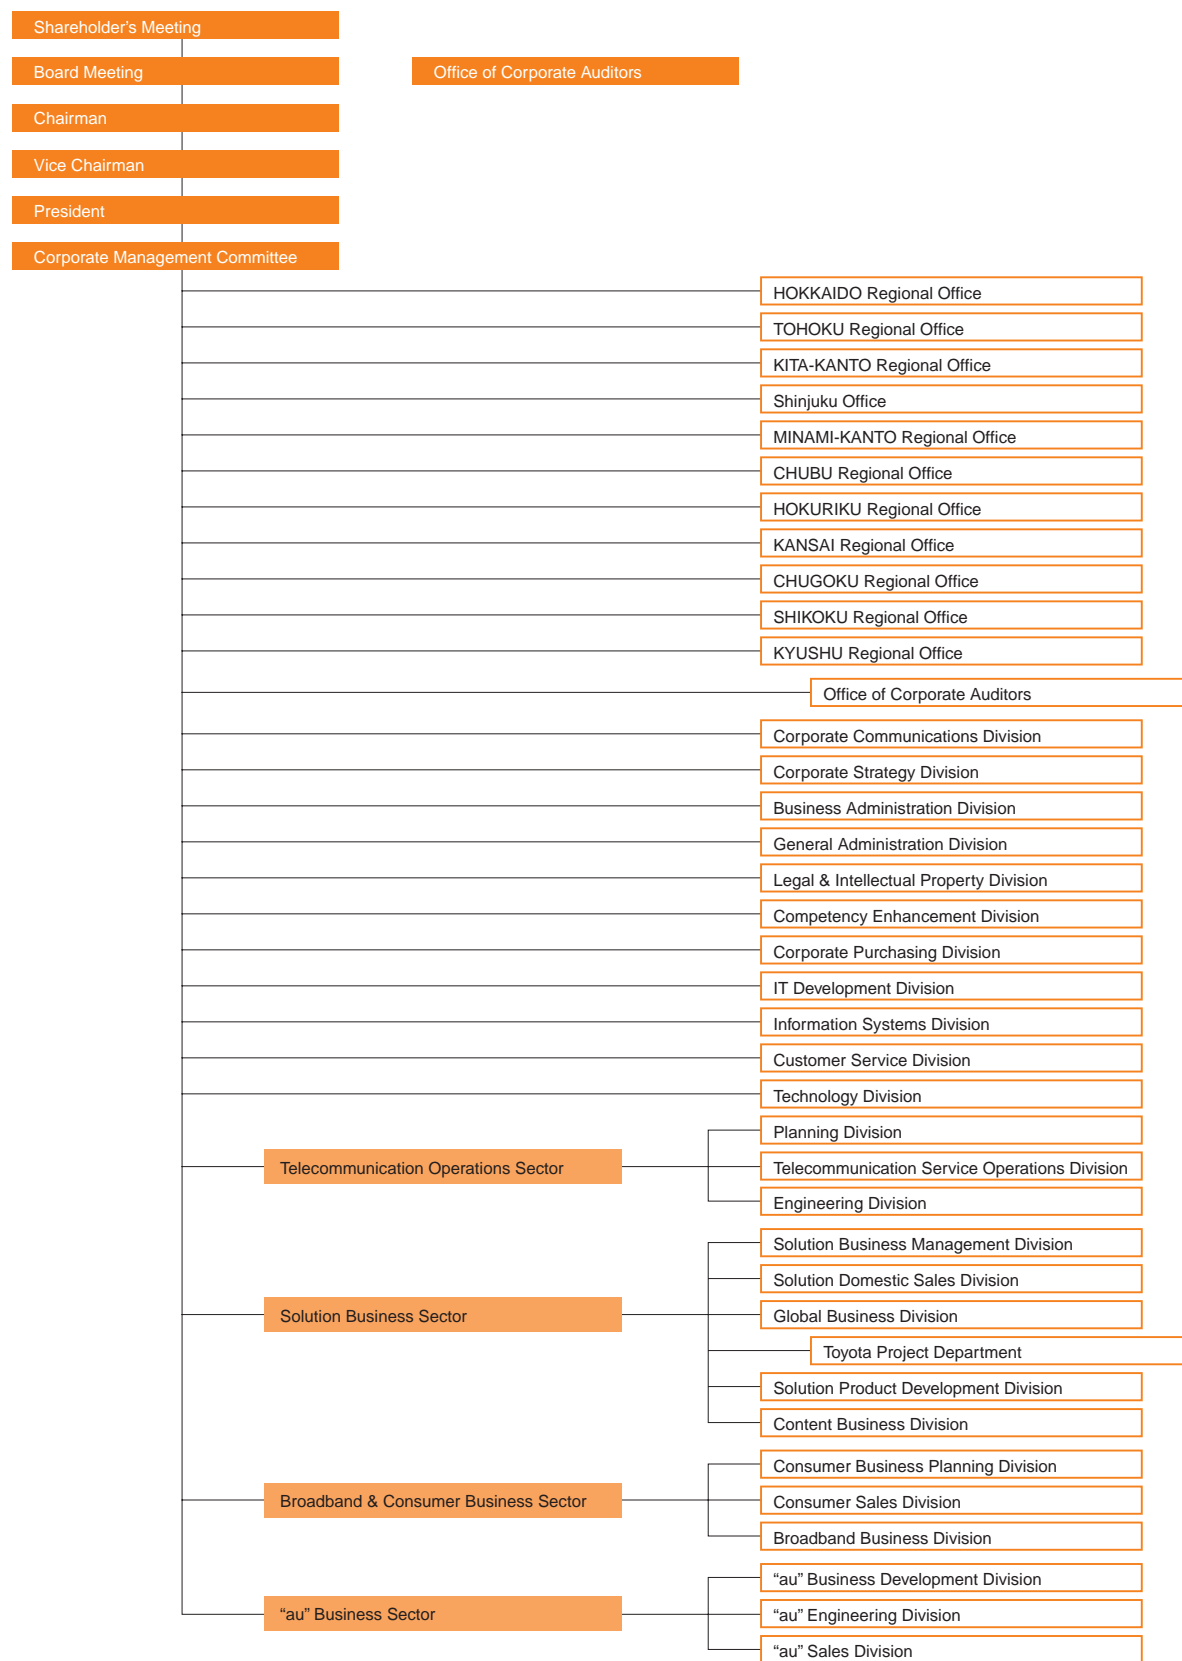 Shareholder's Meeting
Board Meeting
Office of Corporate Auditors
Chairman
Vice Chairman
President
Corporate Management Committee
HOKKAIDO Regional Office
TOHOKU Regional Office
KITA-KANTO Regional Office
Shinjuku Office
MINAMI-KANTO Regional Office
CHUBU Regional Office
HOKURIKU Regional Office
KANSAI Regional Office
CHUGOKU Regional Office
SHIKOKU Regional Office
KYUSHU Regional Office
Office of Corporate Auditors
Corporate Communications Division
Corporate Strategy Division
Business Administration Division
General Administration Division
Legal & Intellectual Property Division
Competency Enhancement Division
Corporate Purchasing Division
IT Development Division
Information Systems Division
Customer Service Division
Technology Division
Planning Division
Telecommunication Operations Sector
Telecommunication Service Operations Division
Engineering Division
Solution Business Management Division
Solution Domestic Sales Division
Solution Business Sector
Global Business Division
Toyota Project Department
Solution Product Development Division
Content Business Division
Consumer Business Planning Division
Broadband & Consumer Business Sector
Consumer Sales Division
Broadband Business Division
“au” Business Development Division
“au” Business Sector
“au” Engineering Division
“au” Sales Division